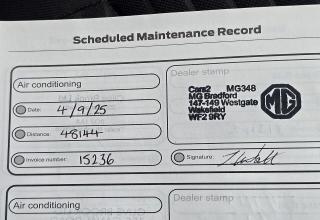 Scheduled Maintenance Record
Air conditioning
Date: 4/9/25
Distance: 48144
Invoice number: 15236
Dealer stamp
Cars2 MG348
MG Bradford
147-149 Westgate
Wakefield
WF2 9RY
MG
Signature:
Air conditioning
Dealer stamp